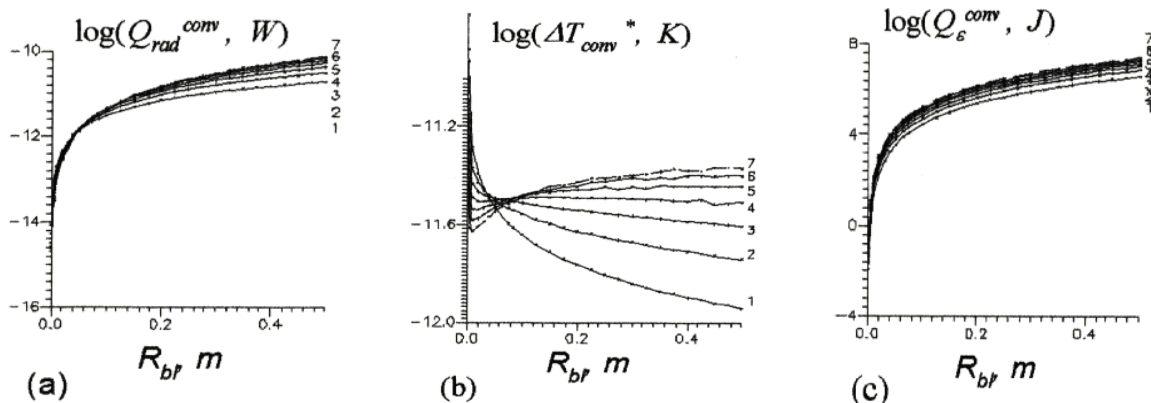 log(Q_rad^conv, W)
-10
-12
-14
-16
0.0 0.2 0.4
7
6
5
4
3
2
1
R_bl, m
(a)
log(ΔT_conv*, K)
-11.2
-11.6
-12.0
0.0 0.2 0.4
7
6
5
4
3
2
1
R_bl, m
(b)
log(Q_ε^conv, J)
8
4
0
-4
0.0 0.2 0.4
7
R_bl, m
(c)